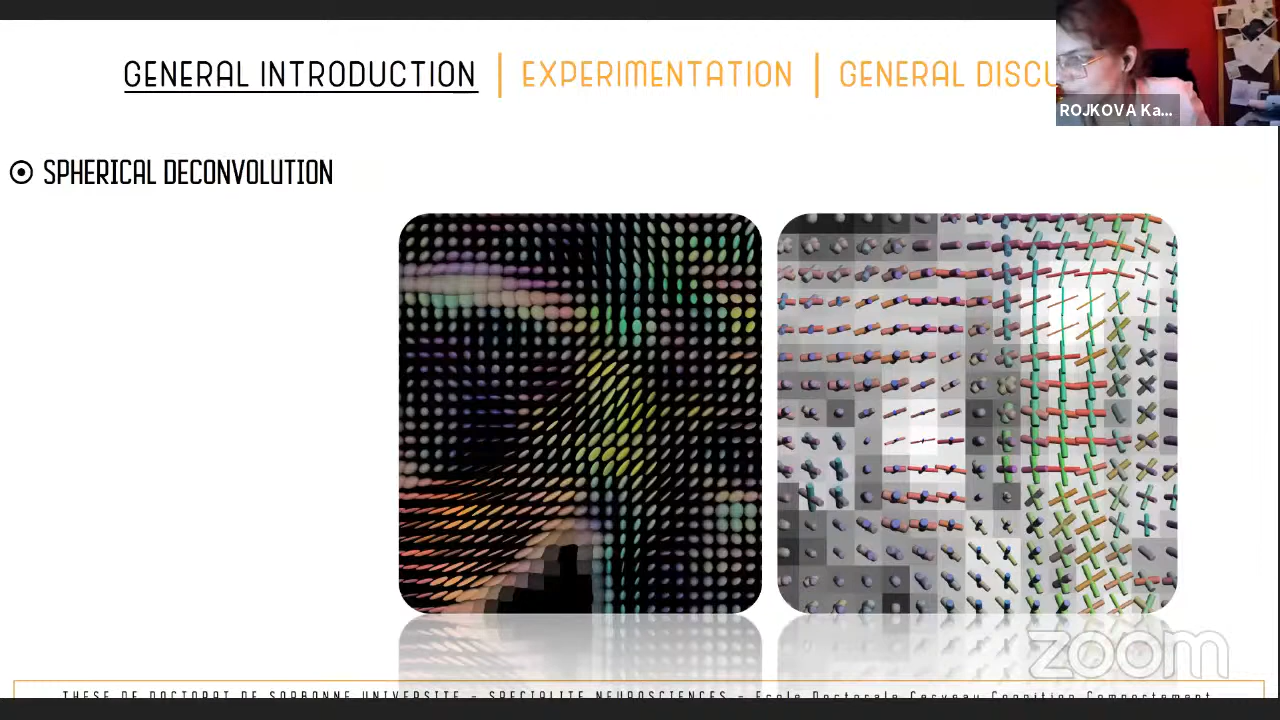 GENERAL INTRODUCTION | EXPERIMENTATION | GENERAL DISCU
ROJKOVA Ka...
SPHERICAL DECONVOLUTION
zoom
THESE DE DOCTORAT DE SORBONNE UNIVERSITE - SPECIALITE NEUROSCIENCES - Ecole Doctorale Cerveau Cognition Comportement